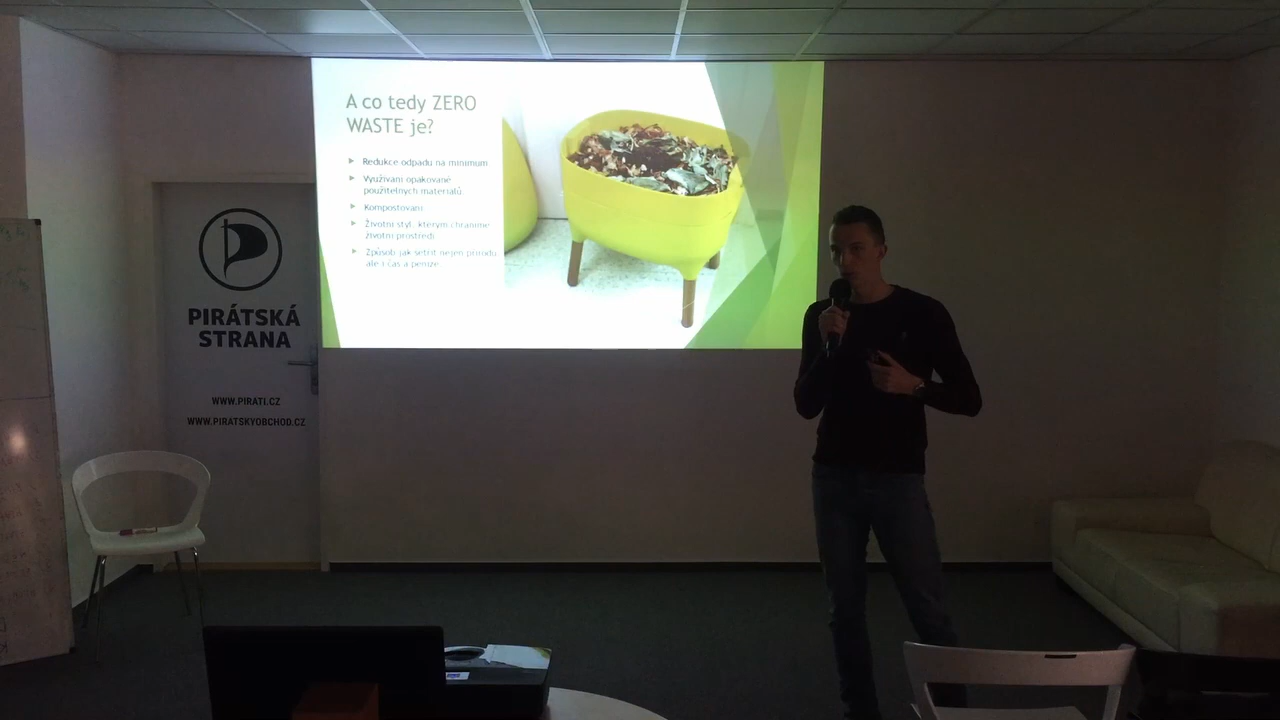 A co tedy ZERO
WASTE je?
Redukce odpadu na minimum
Využívání opakovaně
použitelných materiálů
Kompostování
Životní styl, kterým chráníme
životní prostředí
Způsob jak šetřit nejen přírodu
ale i čas a peníze
PIRÁTSKÁ
STRANA
WWW.PIRATI.CZ
WWW.PIRATSKYOBCHOD.CZ